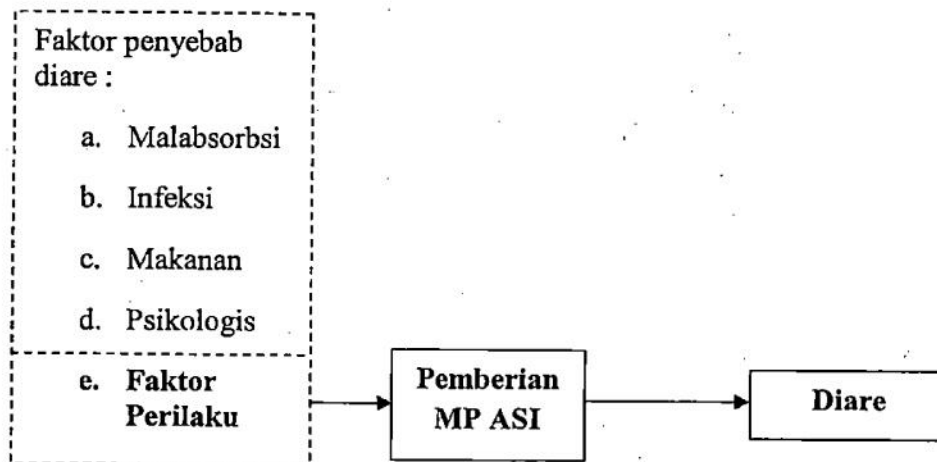 Faktor penyebab
diare :
a. Malabsorbsi
b. Infeksi
c. Makanan
d. Psikologis
e. Faktor
Perilaku
Pemberian
MP ASI
Diare